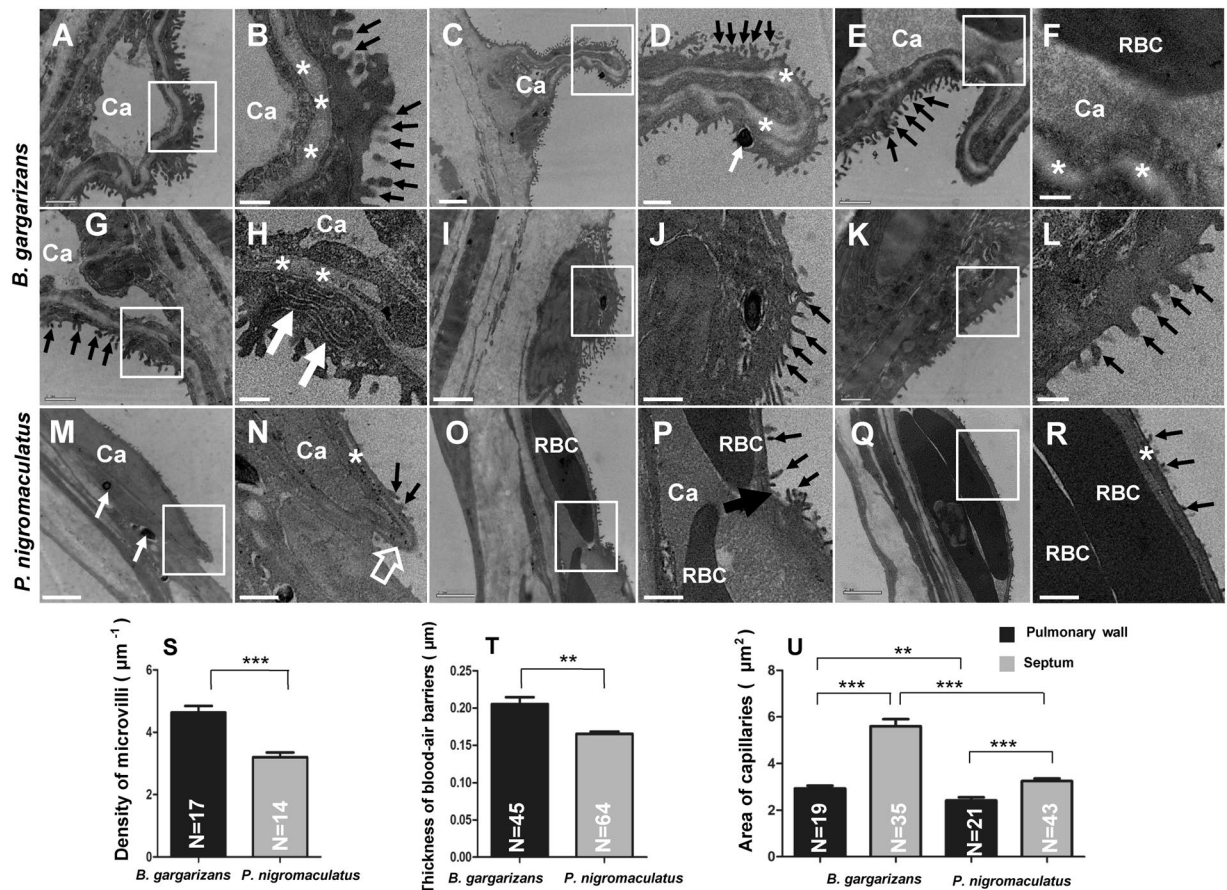 A
B
C
D
E
F
Ca
Ca
Ca
Ca
RBC
Ca
*
*
*
*
*
*
*
B. gargarizans
G
H
I
J
K
L
Ca
Ca
*
*
P. nigromaculatus
M
N
O
P
Q
R
Ca
Ca
*
RBC
RBC
Ca
RBC
*
RBC
RBC
S
Density of microvilli ( µm⁻¹)
6
4
2
0
***
N=17
N=14
B. gargarizans
P. nigromaculatus
T
Thickness of blood-air barriers ( µm)
0.25
0.20
0.15
0.10
0.05
0.00
**
N=45
N=64
B. gargarizans
P. nigromaculatus
U
Pulmonary wall
Septum
Area of capillaries ( µm²)
8
6
4
2
0
**
***
***
***
N=19
N=35
N=21
N=43
B. gargarizans
P. nigromaculatus